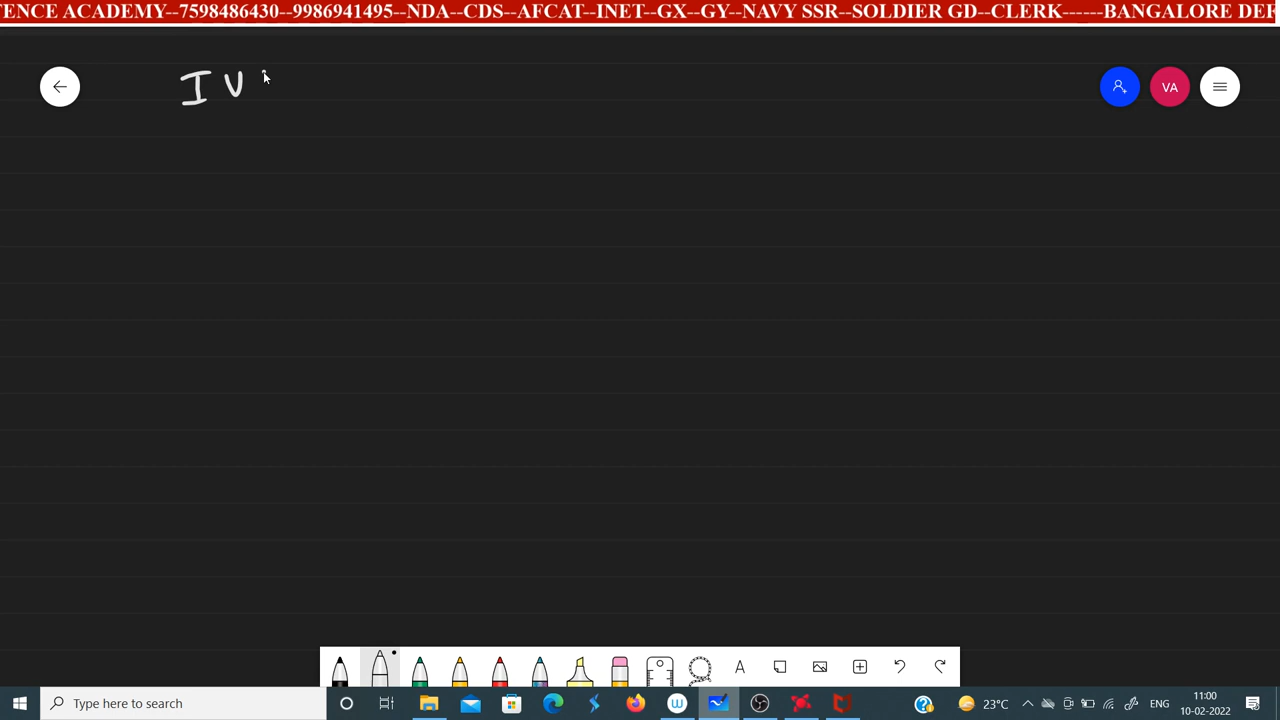 ENCE ACADEMY--7598486430--9986941495--NDA--CDS--AFCAT--INET--GX--GY--NAVY SSR--SOLDIER GD--CLERK------BANGALORE DEF
I U
VA
A
Type here to search
23°C
ENG
11:00
10-02-2022